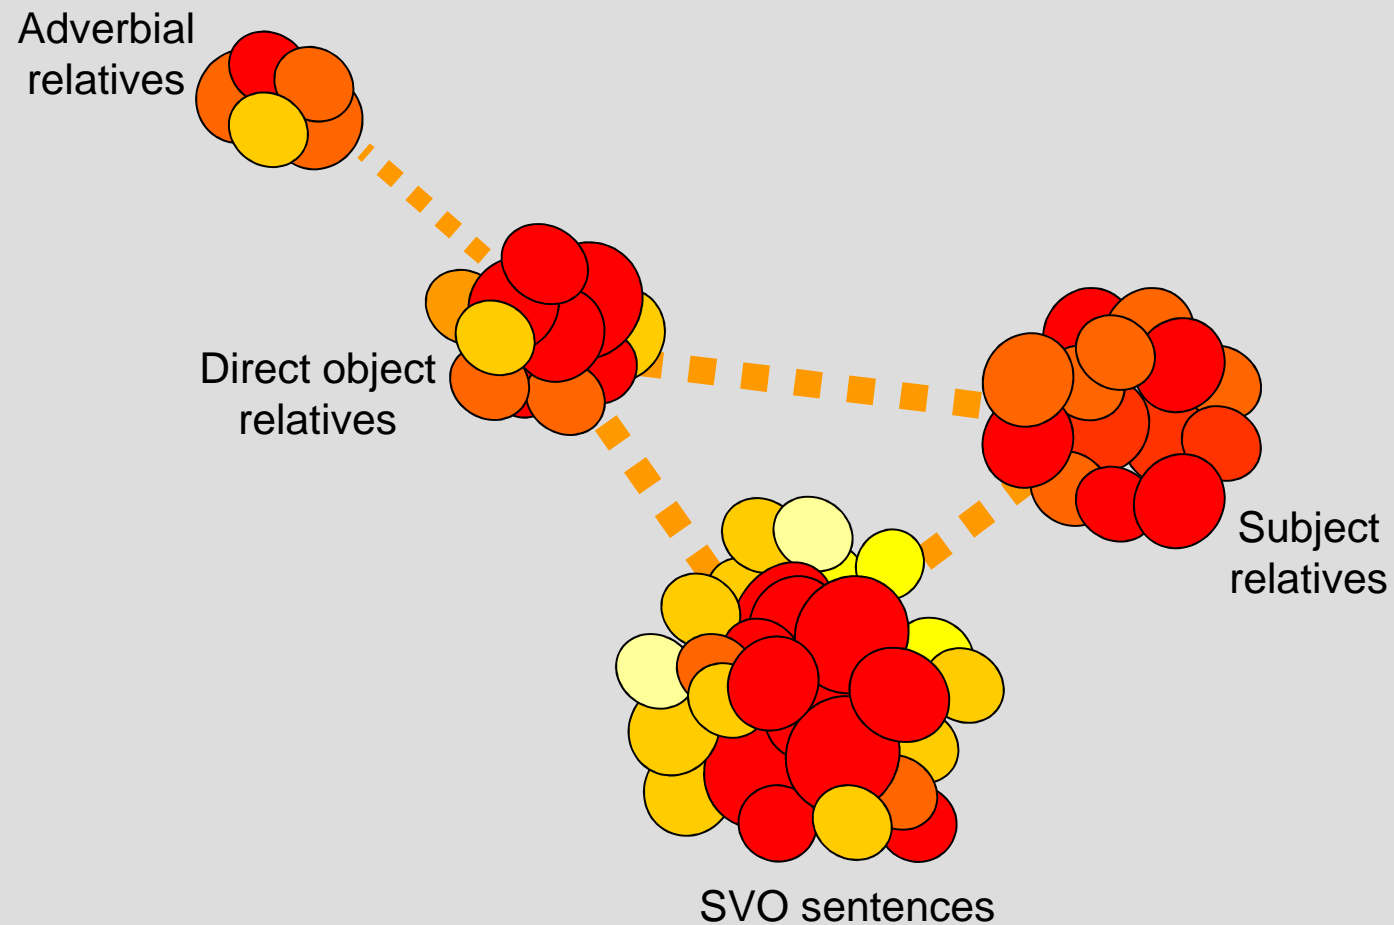 Adverbial
relatives
Direct object
relatives
Subject
relatives
SVO sentences